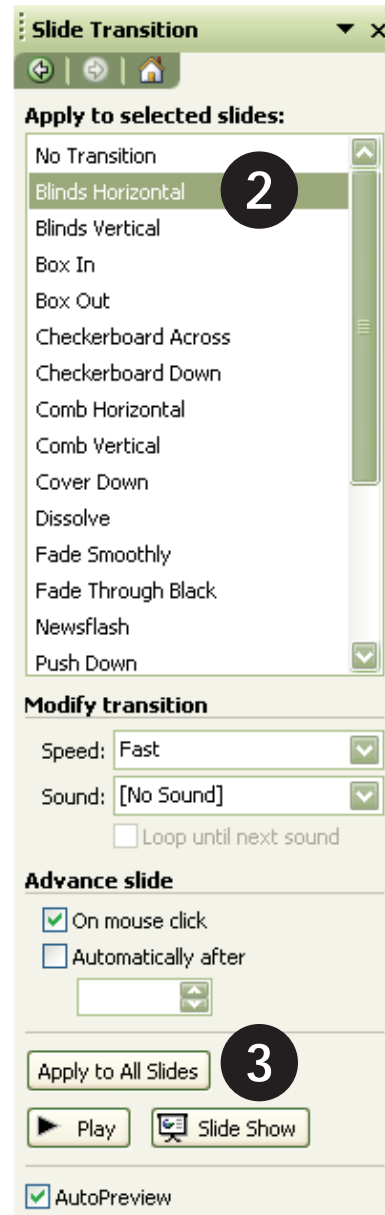 Slide Transition
Apply to selected slides:
No Transition
Blinds Horizontal
2
Blinds Vertical
Box In
Box Out
Checkerboard Across
Checkerboard Down
Comb Horizontal
Comb Vertical
Cover Down
Dissolve
Fade Smoothly
Fade Through Black
Newsflash
Push Down
Modify transition
Speed: Fast
Sound: [No Sound]
Loop until next sound
Advance slide
On mouse click
Automatically after
Apply to All Slides
3
Play Slide Show
AutoPreview